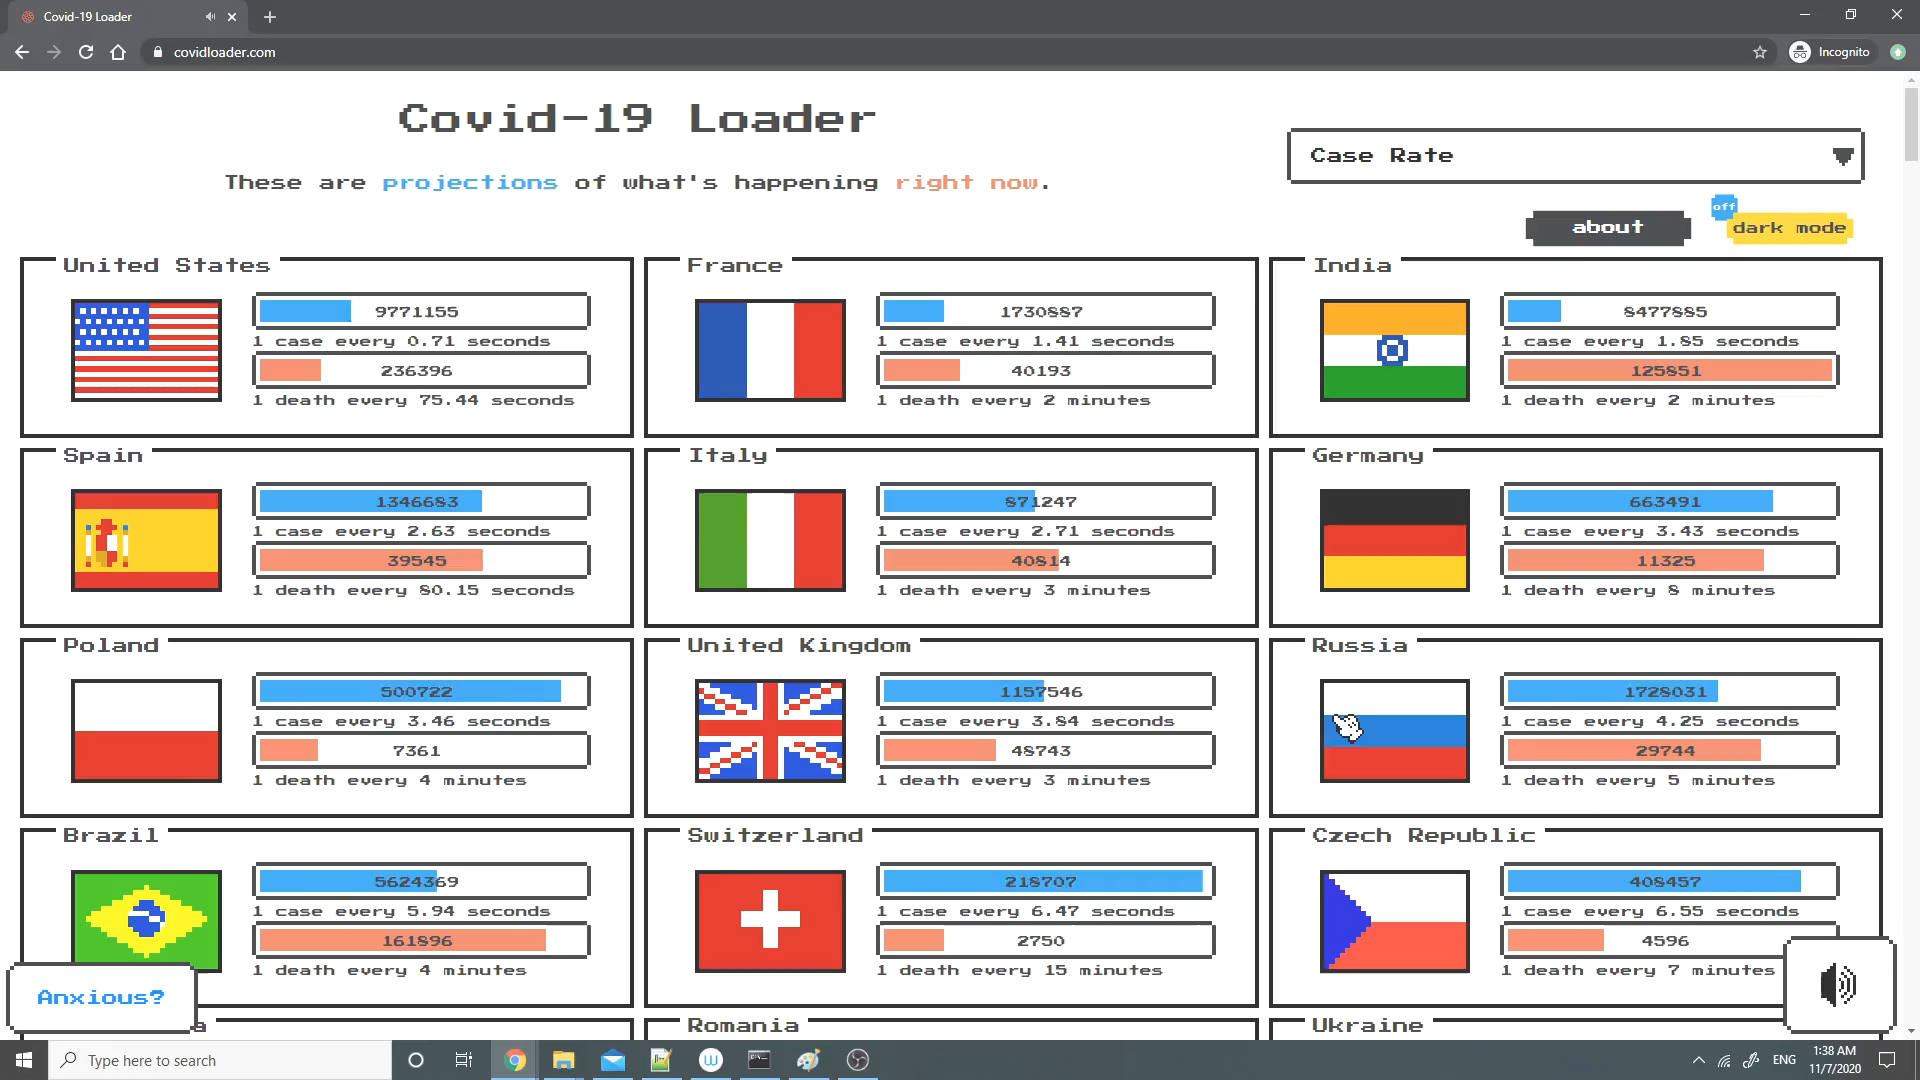 Covid-19 Loader
covidloader.com
Incognito
Covid-19 Loader
These are projections of what's happening right now.
Case Rate
about
off
dark mode
United States
9771155
1 case every 0.71 seconds
236396
1 death every 75.44 seconds
France
1730887
1 case every 1.41 seconds
40193
1 death every 2 minutes
India
8477885
1 case every 1.85 seconds
125851
1 death every 2 minutes
Spain
1346683
1 case every 2.63 seconds
39545
1 death every 80.15 seconds
Italy
871247
1 case every 2.71 seconds
40814
1 death every 3 minutes
Germany
663491
1 case every 3.43 seconds
11325
1 death every 8 minutes
Poland
500722
1 case every 3.46 seconds
7361
1 death every 4 minutes
United Kingdom
1157546
1 case every 3.84 seconds
48743
1 death every 3 minutes
Russia
1728031
1 case every 4.25 seconds
29744
1 death every 5 minutes
Brazil
5624369
1 case every 5.94 seconds
161896
1 death every 4 minutes
Switzerland
218707
1 case every 6.47 seconds
2750
1 death every 15 minutes
Czech Republic
408457
1 case every 6.55 seconds
4596
1 death every 7 minutes
Anxious?
Romania
Ukraine
Type here to search
ENG
1:38 AM
11/7/2020